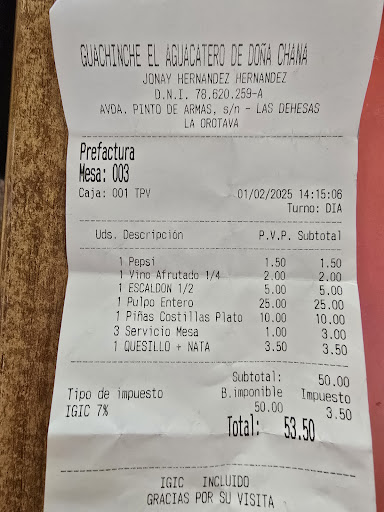 GUACHINCHE EL AGUACATERO DE DOÑA CHANA
JONAY HERNANDEZ HERNANDEZ
D.N.I. 78.620.259-A
AVDA. PINTO DE ARMAS, s/n - LAS DEHESAS
LA OROTAVA
Prefactura
Mesa: 003
Caja: 001 TPV 01/02/2025 14:15:06
Turno: DIA
Uds. Descripción P.V.P. Subtotal
1 Pepsi 1.50 1.50
1 Vino Afrutado 1/4 2.00 2.00
1 ESCALDON 1/2 5.00 5.00
1 Pulpo Entero 25.00 25.00
1 Piñas Costillas Plato 10.00 10.00
3 Servicio Mesa 1.00 3.00
1 QUESILLO + NATA 3.50 3.50
Subtotal: 50.00
Tipo de impuesto B.imponible Impuesto
IGIC 7% 50.00 3.50
Total: 53.50
IGIC INCLUIDO
GRACIAS POR SU VISITA